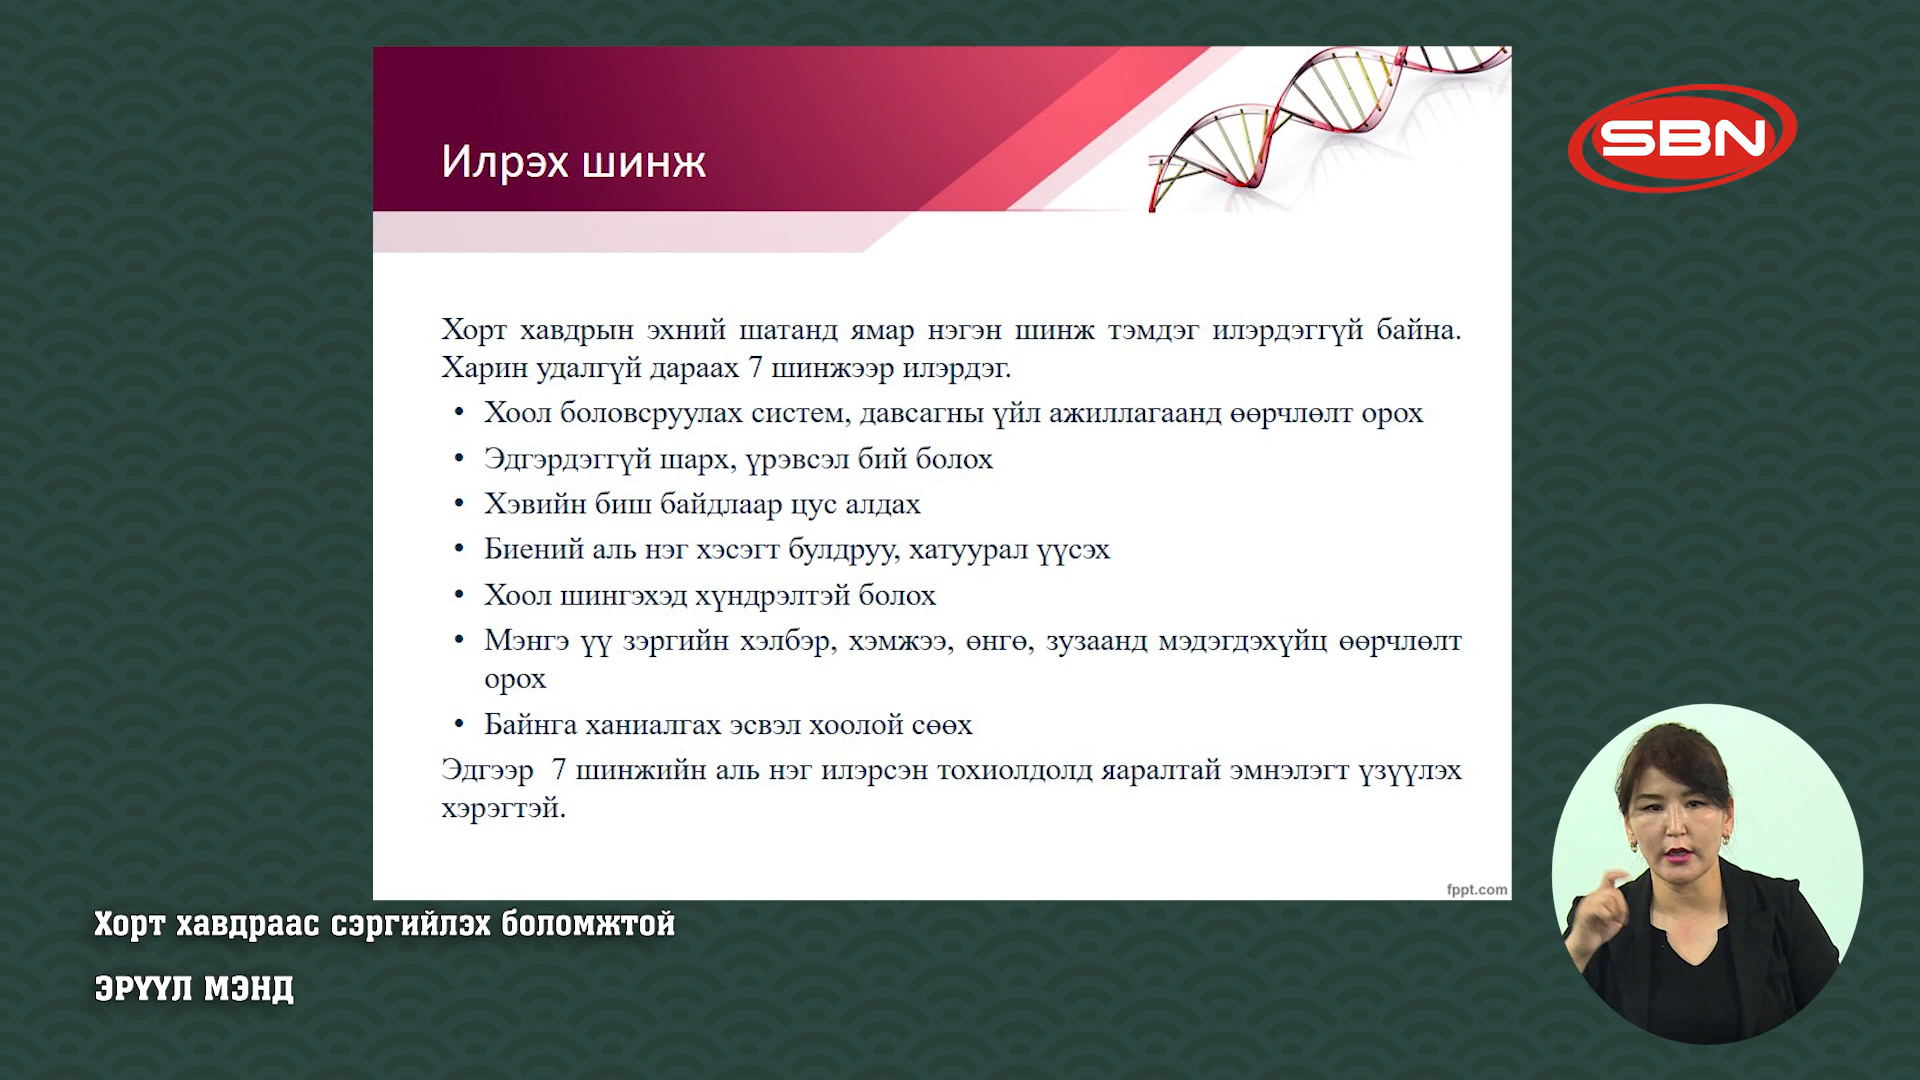 Илрэх шинж
SBN
Хорт хавдрын эхний шатанд ямар нэгэн шинж тэмдэг илэрдэггүй байна.
Харин удалгүй дараах 7 шинжээр илэрдэг.
• Хоол боловсруулах систем, давсагны үйл ажиллагаанд өөрчлөлт орох
• Эдгэрдэггүй шарх, үрэвсэл бий болох
• Хэвийн биш байдлаар цус алдах
• Биений аль нэг хэсэгт булдруу, хатуурал үүсэх
• Хоол шингэхэд хүндрэлтэй болох
• Мэнгэ үү зэргийн хэлбэр, хэмжээ, өнгө, зузаанд мэдэгдэхүйц өөрчлөлт
орох
• Байнга ханиалгах эсвэл хоолой сөөх
Эдгээр 7 шинжийн аль нэг илэрсэн тохиолдолд яаралтай эмнэлэгт үзүүлэх
хэрэгтэй.
fppt.com
Хорт хавдраас сэргийлэх боломжтой
ЭРҮҮЛ МЭНД